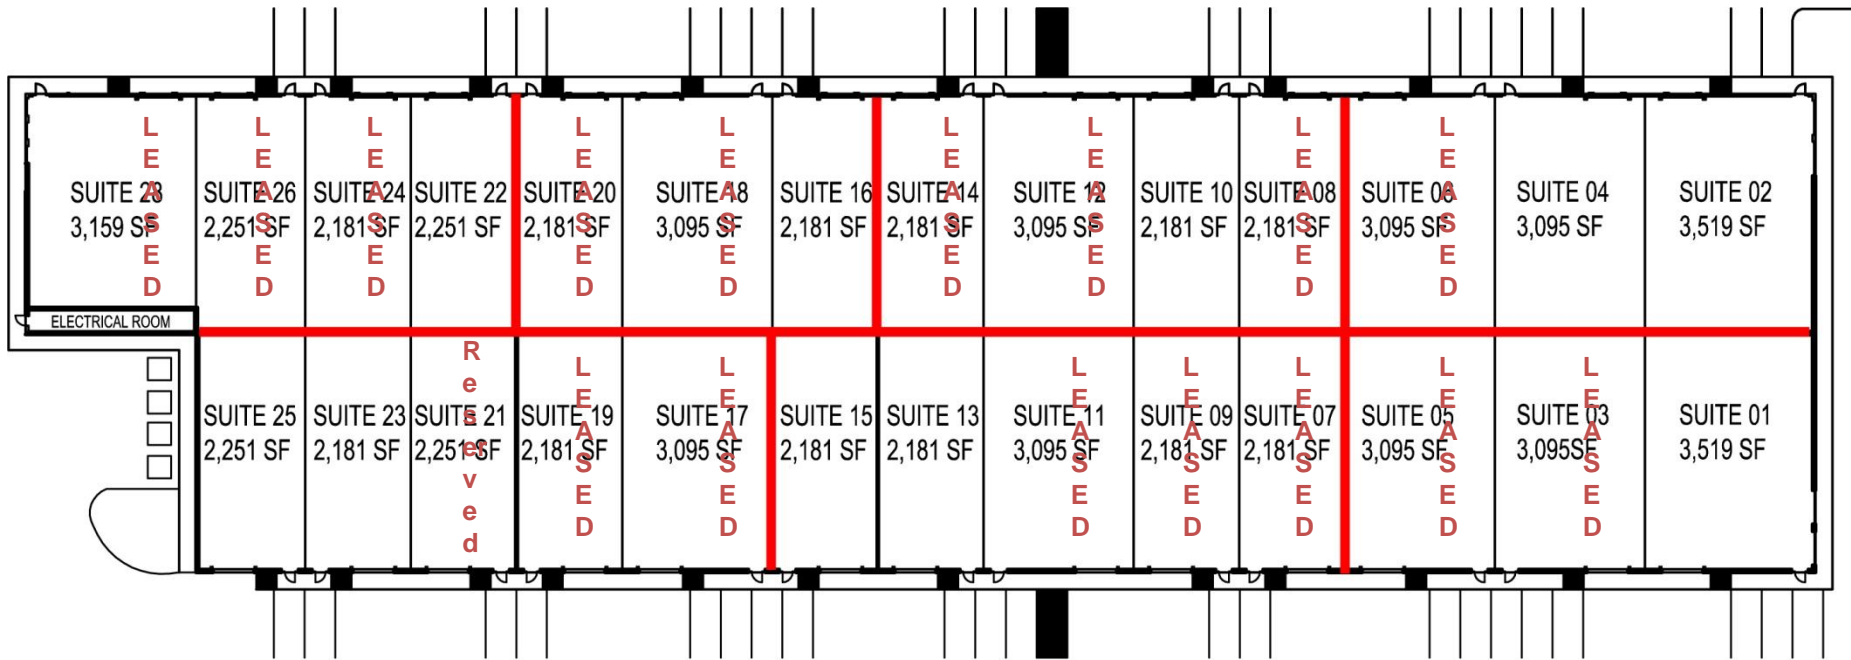 LEASED
LEASED
LEASED
LEASED
LEASED
LEASED
LEASED
LEASED
LEASED
SUITE 28
3,159 SF
SUITE 26
2,251 SF
SUITE 24
2,181 SF
SUITE 22
2,251 SF
SUITE 20
2,181 SF
SUITE 18
3,095 SF
SUITE 16
2,181 SF
SUITE 14
2,181 SF
SUITE 12
3,095 SF
SUITE 10
2,181 SF
SUITE 08
2,181 SF
SUITE 06
3,095 SF
SUITE 04
3,095 SF
SUITE 02
3,519 SF
ELECTRICAL ROOM
Reserved
LEASED
LEASED
LEASED
LEASED
LEASED
LEASED
LEASED
SUITE 25
2,251 SF
SUITE 23
2,181 SF
SUITE 21
2,251 SF
SUITE 19
2,181 SF
SUITE 17
3,095 SF
SUITE 15
2,181 SF
SUITE 13
2,181 SF
SUITE 11
3,095 SF
SUITE 09
2,181 SF
SUITE 07
2,181 SF
SUITE 05
3,095 SF
SUITE 03
3,095SF
SUITE 01
3,519 SF